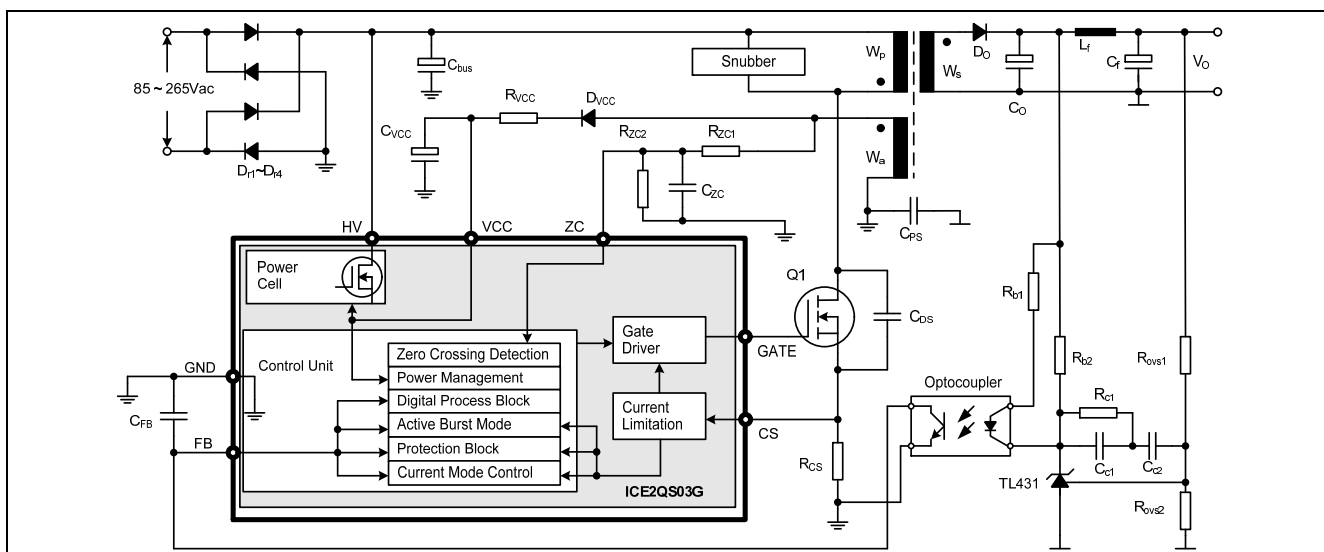 85 ~ 265Vac
Dr1~Dr4
Cbus
Snubber
Wp
Ws
DO
Lf
Cf
VO
CO
RVCC
DVCC
CVCC
RZC2
RZC1
Wa
CZC
CPS
HV
VCC
ZC
Power
Cell
Q1
CDS
Rb1
Gate
Driver
GATE
Zero Crossing Detection
Control Unit
Power Management
Digital Process Block
Active Burst Mode
Protection Block
Current Mode Control
Current
Limitation
CS
GND
CFB
FB
ICE2QS03G
RCS
Optocoupler
Rb2
Rovs1
Rc1
Cc1
Cc2
TL431
Rovs2